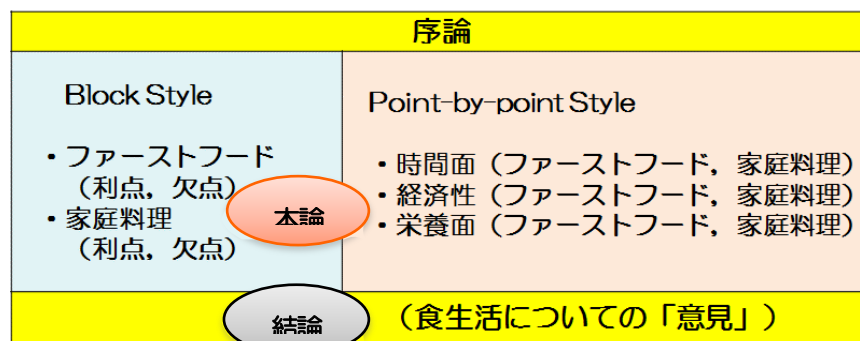 序論
Block Style
・ファーストフード
（利点，欠点）
・家庭料理
（利点，欠点）
本論
Point-by-point Style
・時間面（ファーストフード，家庭料理）
・経済性（ファーストフード，家庭料理）
・栄養面（ファーストフード，家庭料理）
結論
（食生活についての「意見」）